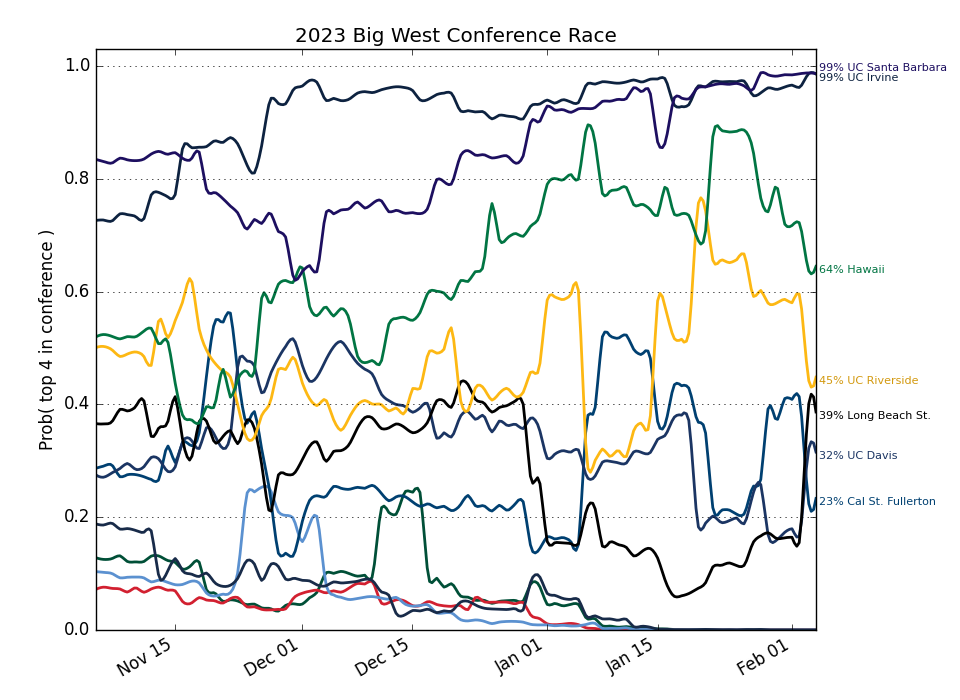 2023 Big West Conference Race
1.0
0.8
0.6
0.4
0.2
0.0
Prob( top 4 in conference )
99% UC Santa Barbara
99% UC Irvine
64% Hawaii
45% UC Riverside
39% Long Beach St.
32% UC Davis
23% Cal St. Fullerton
Nov 15
Dec 01
Dec 15
Jan 01
Jan 15
Feb 01